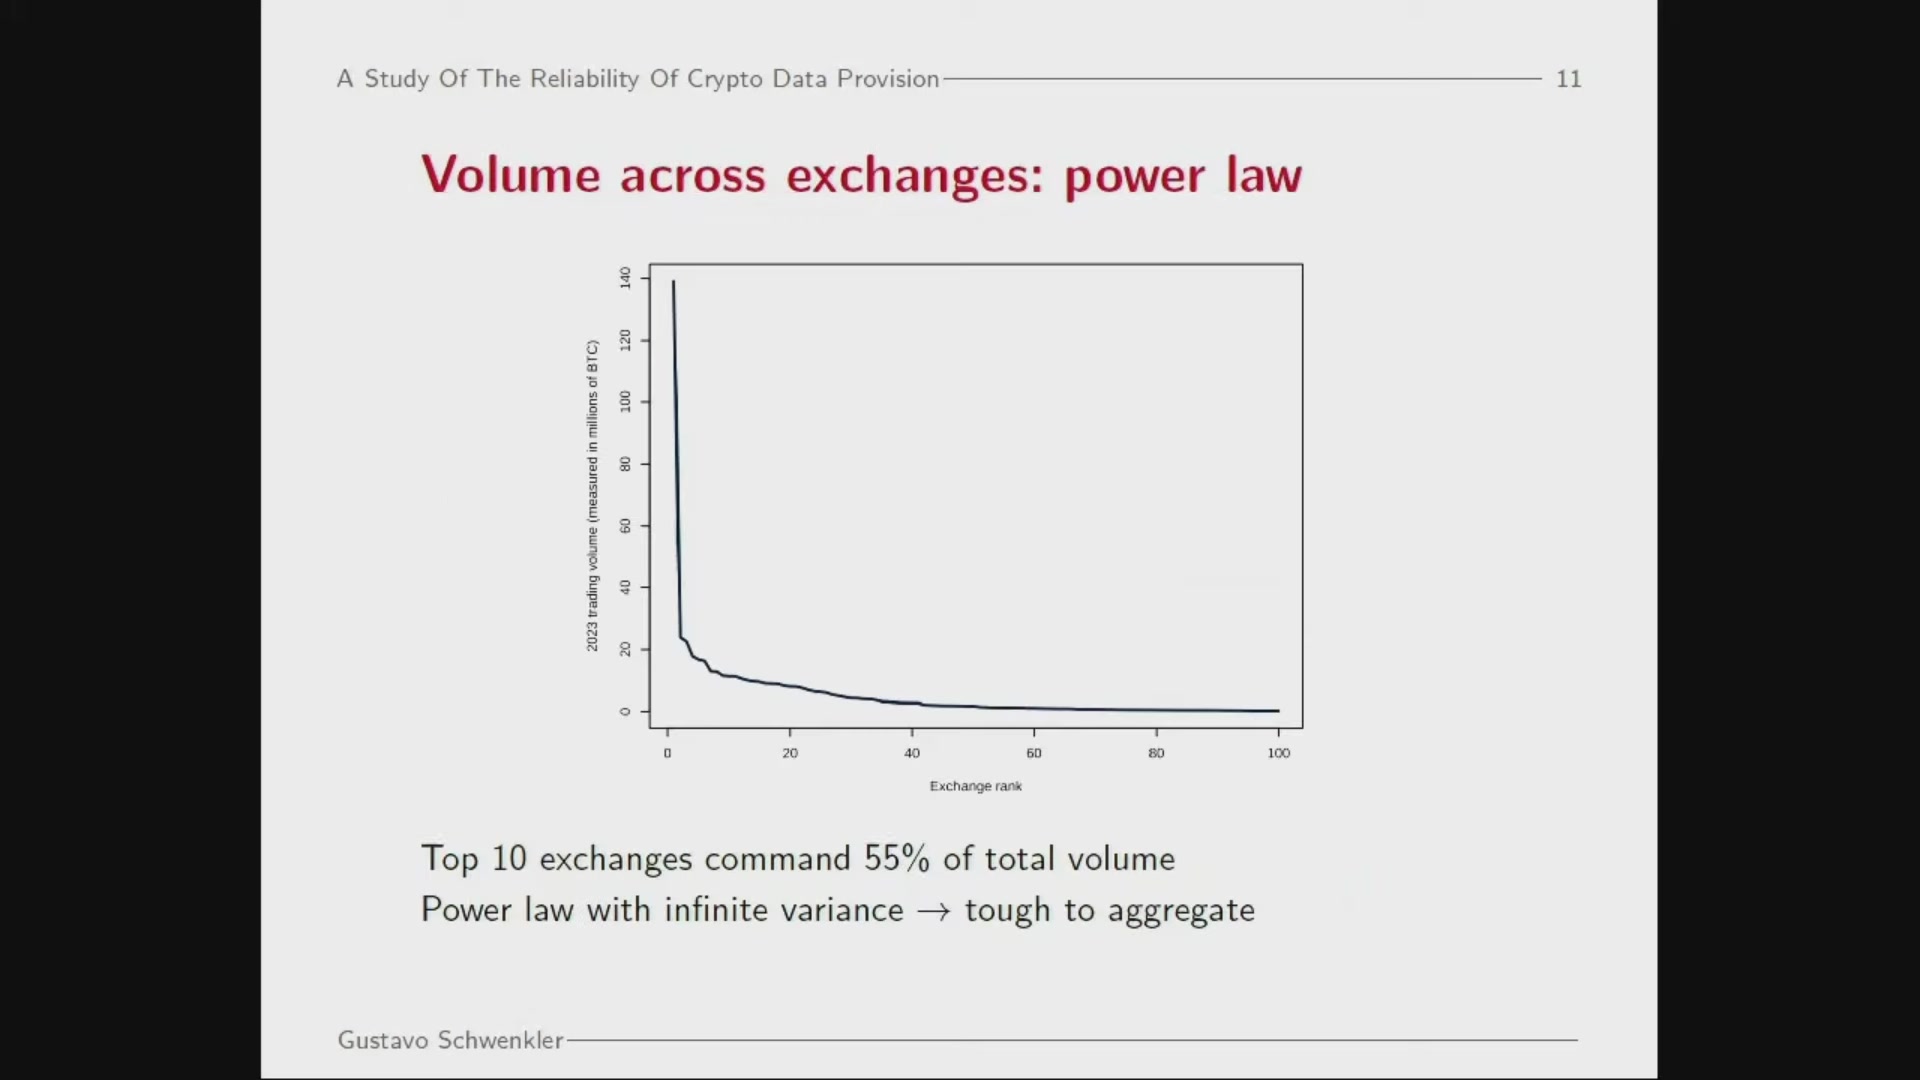 A Study Of The Reliability Of Crypto Data Provision 11
Volume across exchanges: power law
2023 trading volume (measured in millions of BTC)
140
120
100
80
60
40
20
0
0 20 40 60 80 100
Exchange rank
Top 10 exchanges command 55% of total volume
Power law with infinite variance → tough to aggregate
Gustavo Schwenkler